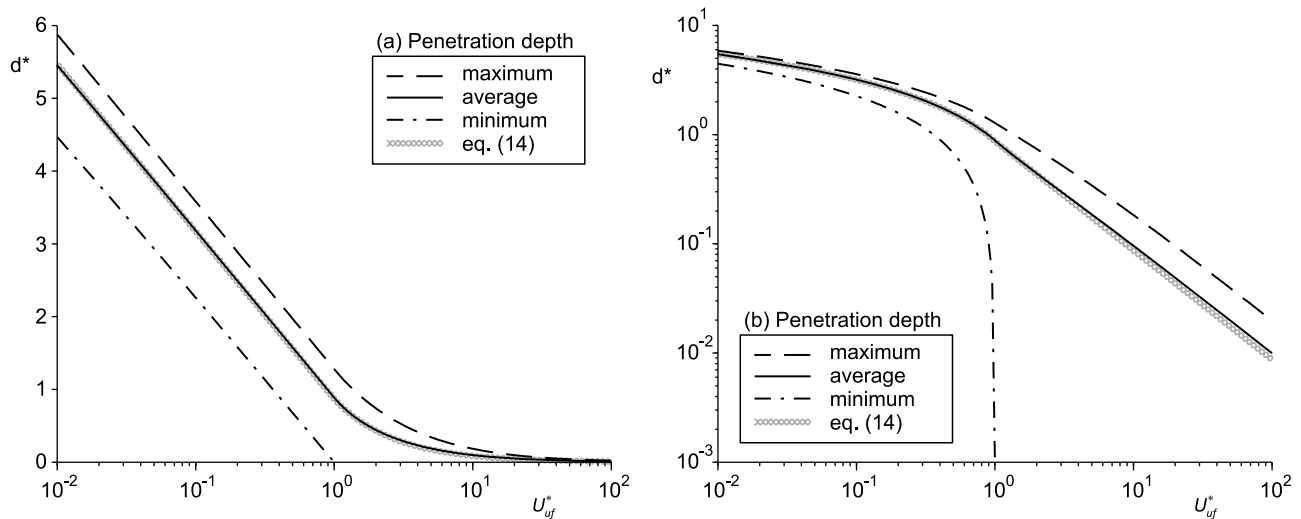 6
5
4
3
2
1
0
d*
(a) Penetration depth
maximum
average
minimum
eq. (14)
10^-2
10^-1
10^0
10^1
10^2
U*uf
10^1
10^0
10^-1
10^-2
10^-3
d*
(b) Penetration depth
maximum
average
minimum
eq. (14)
10^-2
10^-1
10^0
10^1
10^2
U*uf